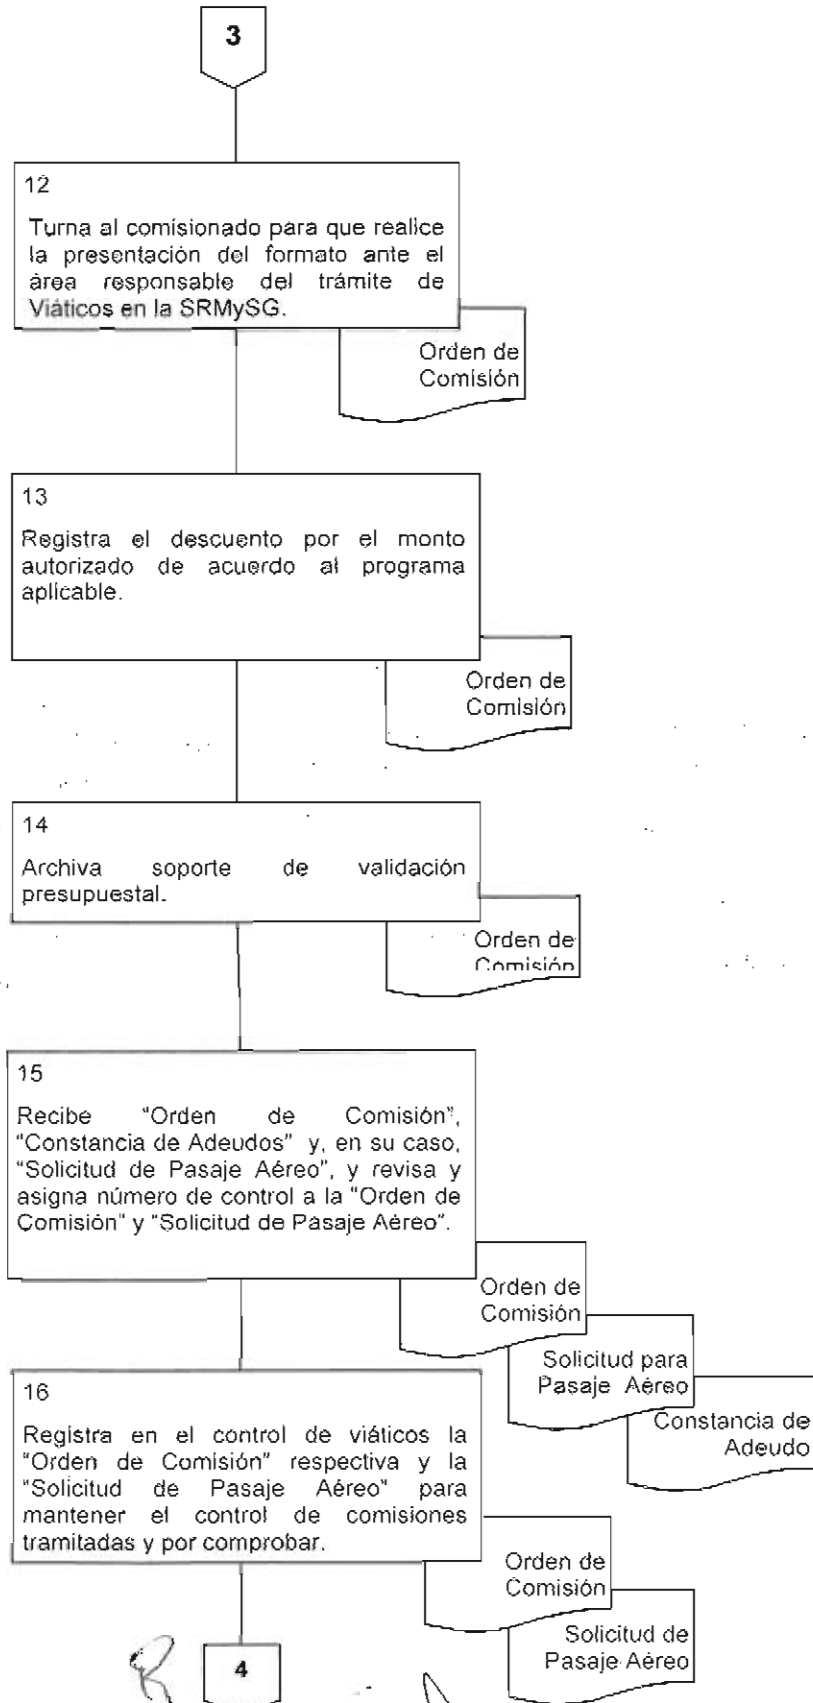 3
12
Turna al comisionado para que realice
la presentación del formato ante el
área responsable del trámite de
Viáticos en la SRMySG.
Orden de
Comisión
13
Registra el descuento por el monto
autorizado de acuerdo al programa
aplicable.
Orden de
Comisión
14
Archiva soporte de validación
presupuestal.
Orden de
Comisión
15
Recibe “Orden de Comisión”,
“Constancia de Adeudos” y, en su caso,
“Solicitud de Pasaje Aéreo”, y revisa y
asigna número de control a la “Orden de
Comisión” y “Solicitud de Pasaje Aéreo”.
Orden de
Comisión
Solicitud para
Pasaje Aéreo
Constancia de
Adeudo
16
Registra en el control de viáticos la
“Orden de Comisión” respectiva y la
“Solicitud de Pasaje Aéreo” para
mantener el control de comisiones
tramitadas y por comprobar.
Orden de
Comisión
Solicitud de
Pasaje Aéreo
4